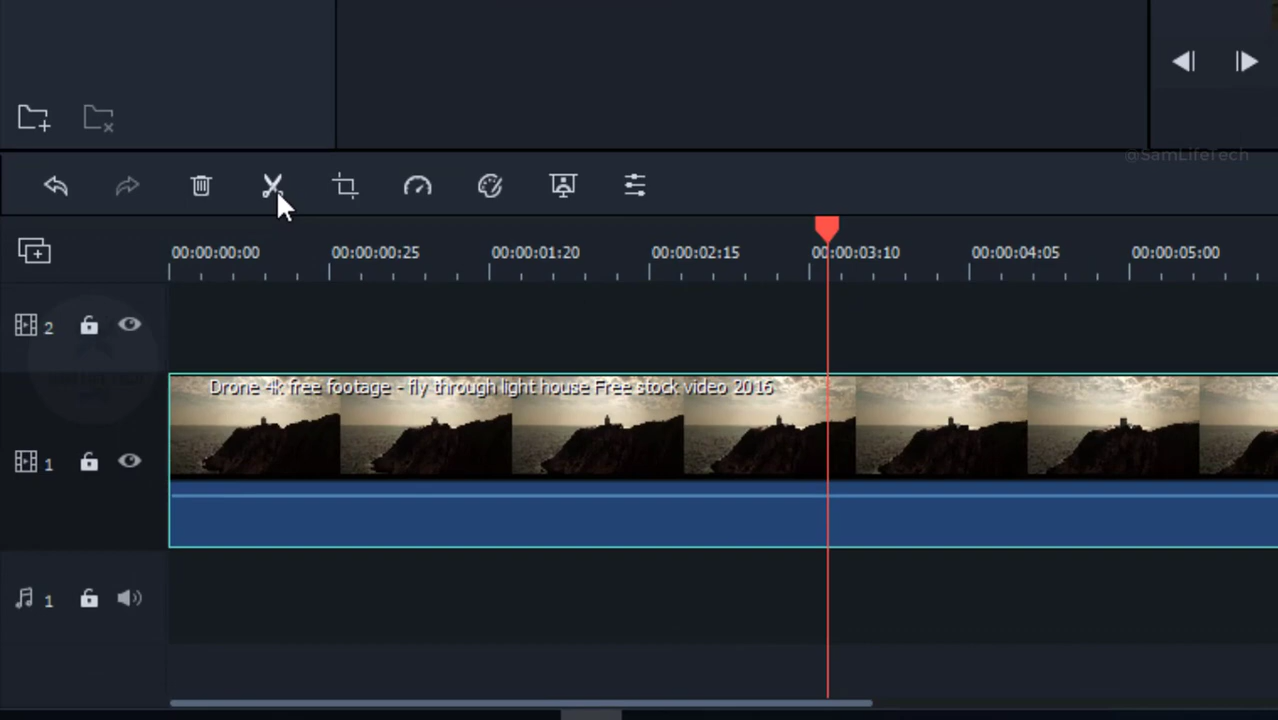 @SamLifeTech
00:00:00:00 00:00:00:25 00:00:01:20 00:00:02:15 00:00:03:10 00:00:04:05 00:00:05:00
2
Drone 4k free footage - fly through light house Free stock video 2016
1
1